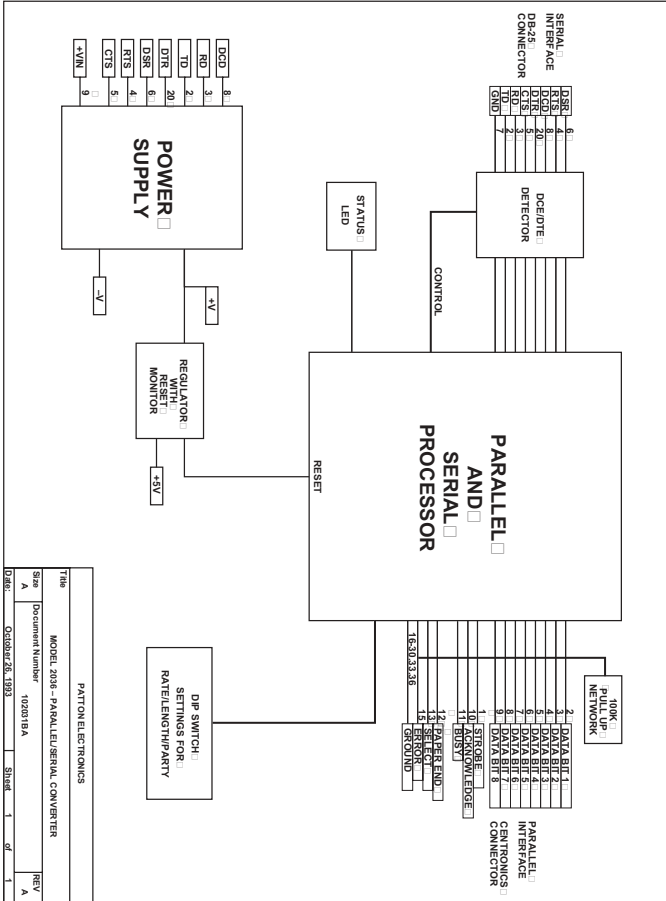 SERIAL
INTERFACE
DB-25
CONNECTOR
DSR 6
RTS 4
DCD 8
DTR 20
CTS 5
RD 3
TD 2
GND 7
DCE/DTE
DETECTOR
CONTROL
STATUS
LED
PARALLEL
AND
SERIAL
PROCESSOR
RESET
100K
PULL UP
NETWORK
PARALLEL
INTERFACE
CENTRONICS
CONNECTOR
2 DATA BIT 1
3 DATA BIT 2
4 DATA BIT 3
5 DATA BIT 4
6 DATA BIT 5
7 DATA BIT 6
8 DATA BIT 7
9 DATA BIT 8
1 STROBE
10 ACKNOWLEDGE
11 BUSY
12 PAPER END
13 SELECT
15 ERROR
16-30,33,36 GROUND
DCD 8
RD 3
TD 2
DTR 20
DSR 6
RTS 4
CTS 5
+VIN 9
POWER
SUPPLY
-V
+V
REGULATOR
WITH
RESET
MONITOR
+5V
DIP SWITCH
SETTINGS FOR
RATE/LENGTH/PARTY
PATTON ELECTRONICS
Title
MODEL 2036 – PARALLEL/SERIAL CONVERTER
Size Document Number REV
A 102031BA A
Date: October 26, 1993 Sheet 1 of 1